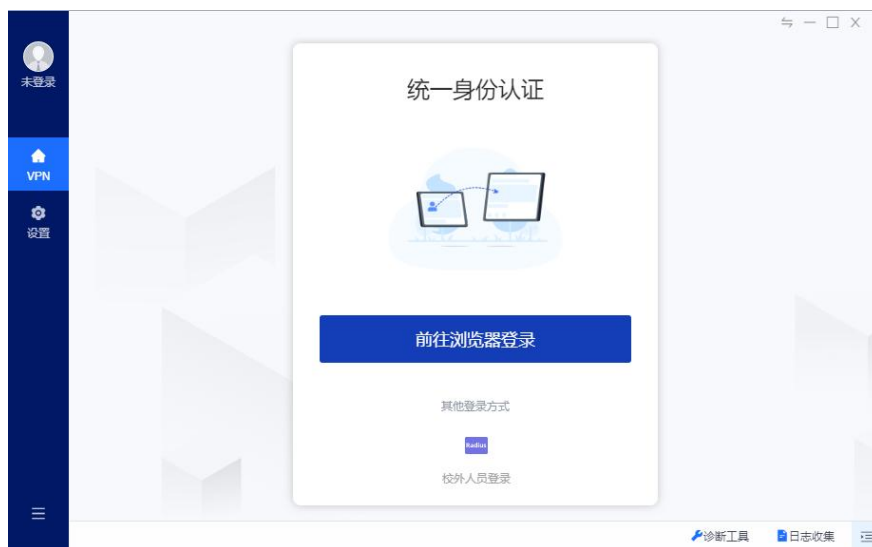 未登录
VPN
设置
统一身份认证
前往浏览器登录
其他登录方式
Radius
校外人员登录
诊断工具
日志收集